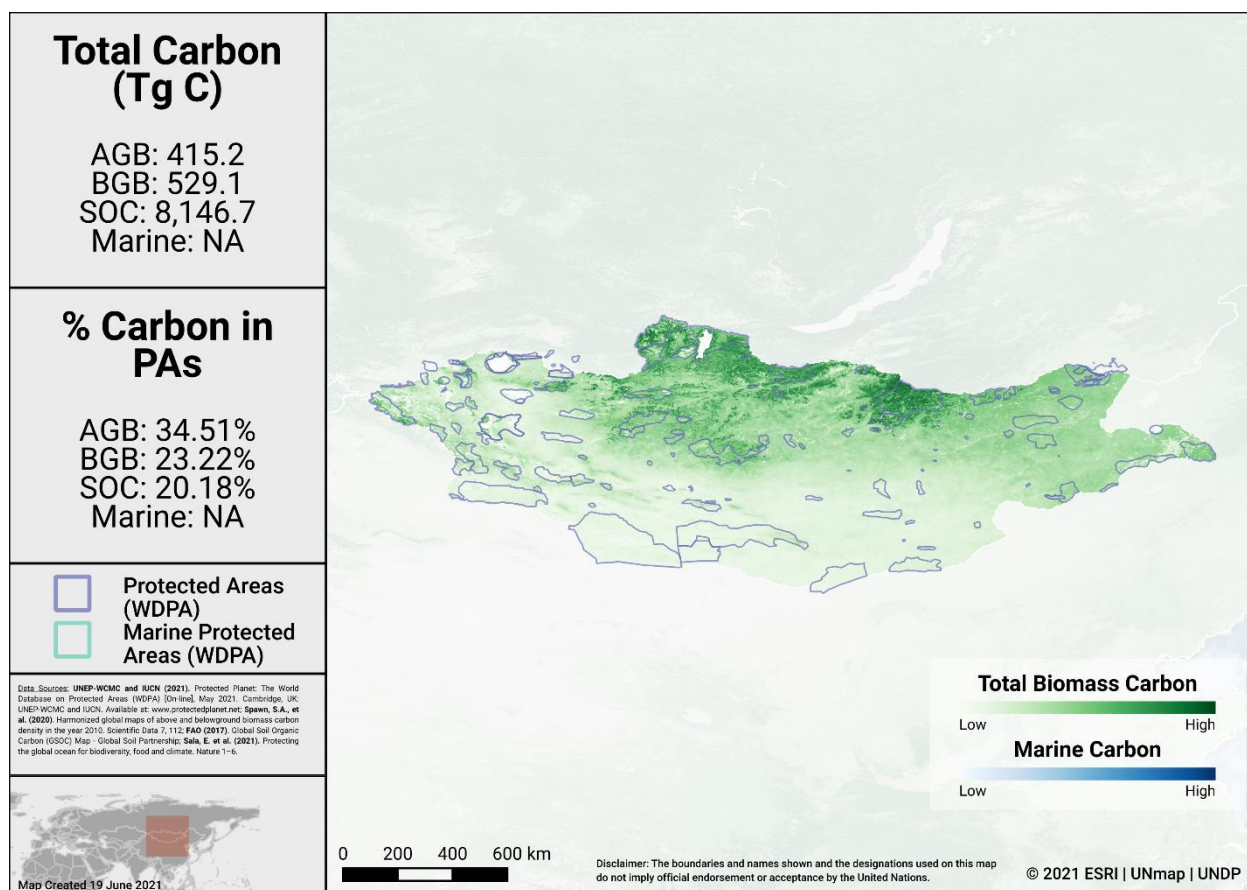 Total Carbon
(Tg C)
AGB: 415.2
BGB: 529.1
SOC: 8,146.7
Marine: NA
% Carbon in
PAs
AGB: 34.51%
BGB: 23.22%
SOC: 20.18%
Marine: NA
Protected Areas
(WDPA)
Marine Protected
Areas (WDPA)
Data Sources: UNEP-WCMC and IUCN (2021). Protected Planet: The World
Database on Protected Areas (WDPA) [On-line], May 2021. Cambridge, UK:
UNEP-WCMC and IUCN. Available at: www.protectedplanet.net; Spawn, S.A., et
al. (2020). Harmonized global maps of above and belowground biomass carbon
density in the year 2010. Scientific Data 7, 112; FAO (2017). Global Soil Organic
Carbon (GSOC) Map - Global Soil Partnership; Sala, E. et al. (2021). Protecting
the global ocean for biodiversity, food and climate. Nature 1–6.
Map Created 19 June 2021
Total Biomass Carbon
Low High
Marine Carbon
Low High
0 200 400 600 km
Disclaimer: The boundaries and names shown and the designations used on this map
do not imply official endorsement or acceptance by the United Nations.
© 2021 ESRI | UNmap | UNDP